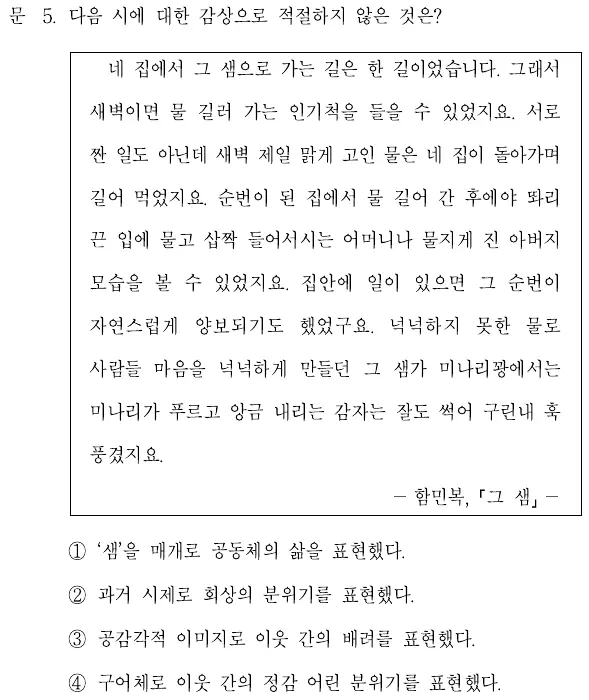 문 5. 다음 시에 대한 감상으로 적절하지 않은 것은?
네 집에서 그 샘으로 가는 길은 한 길이었습니다. 그래서
새벽이면 물 길러 가는 인기척을 들을 수 있었지요. 서로
짠 일도 아닌데 새벽 제일 맑게 고인 물은 네 집이 돌아가며
길어 먹었지요. 순번이 된 집에서 물 길어 간 후에야 똬리
끈 입에 물고 삽짝 들어서시는 어머니나 물지게 진 아버지
모습을 볼 수 있었지요. 집안에 일이 있으면 그 순번이
자연스럽게 양보되기도 했었구요. 넉넉하지 못한 물로
사람들 마음을 넉넉하게 만들던 그 샘가 미나리꽝에서는
미나리가 푸르고 앙금 내리는 감자는 잘도 썩어 구린내 훅
풍겼지요.
- 함민복, 「그 샘」 -
① ‘샘’을 매개로 공동체의 삶을 표현했다.
② 과거 시제로 회상의 분위기를 표현했다.
③ 공감각적 이미지로 이웃 간의 배려를 표현했다.
④ 구어체로 이웃 간의 정감 어린 분위기를 표현했다.